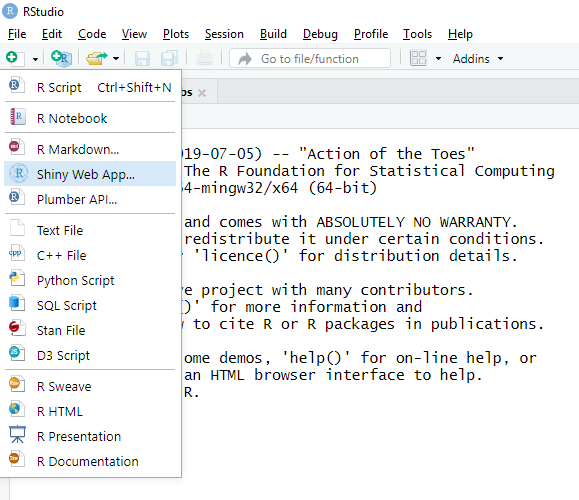 RStudio
File Edit Code View Plots Session Build Debug Profile Tools Help
Go to file/function Addins
R Script Ctrl+Shift+N
R Notebook
R Markdown...
Shiny Web App...
Plumber API...
Text File
C++ File
Python Script
SQL Script
Stan File
D3 Script
R Sweave
R HTML
R Presentation
R Documentation
bs
019-07-05) -- "Action of the Toes"
The R Foundation for Statistical Computing
64-mingw32/x64 (64-bit)
and comes with ABSOLUTELY NO WARRANTY.
redistribute it under certain conditions.
'licence()' for distribution details.
ve project with many contributors.
()' for more information and
w to cite R or R packages in publications.
ome demos, 'help()' for on-line help, or
an HTML browser interface to help.
R.